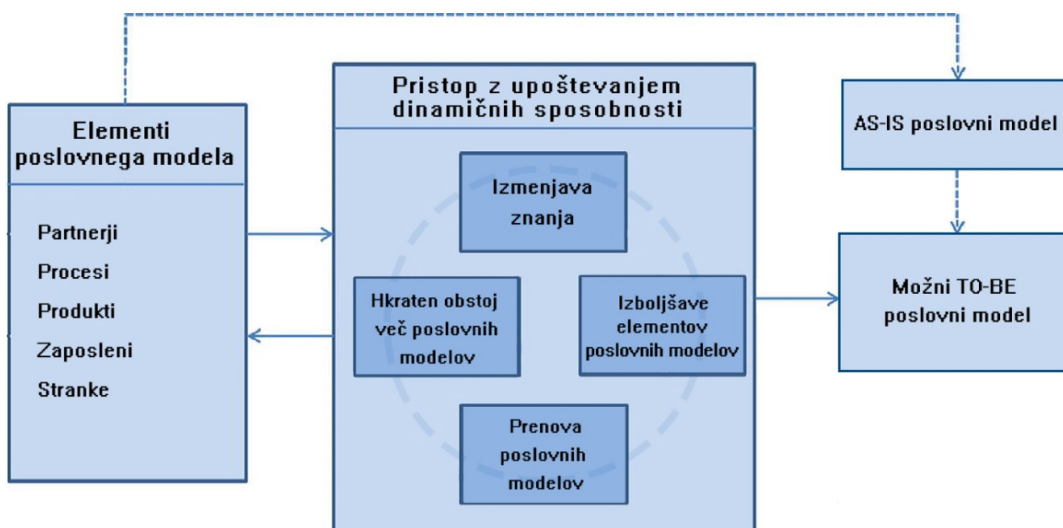 Elementi
poslovnega modela
Partnerji
Procesi
Produkti
Zaposleni
Stranke
Pristop z upoštevanjem
dinamičnih sposobnosti
Izmenjava
znanja
Hkraten obstoj
več poslovnih
modelov
Izboljšave
elementov
poslovnih modelov
Prenova
poslovnih
modelov
AS-IS poslovni model
Možni TO-BE
poslovni model